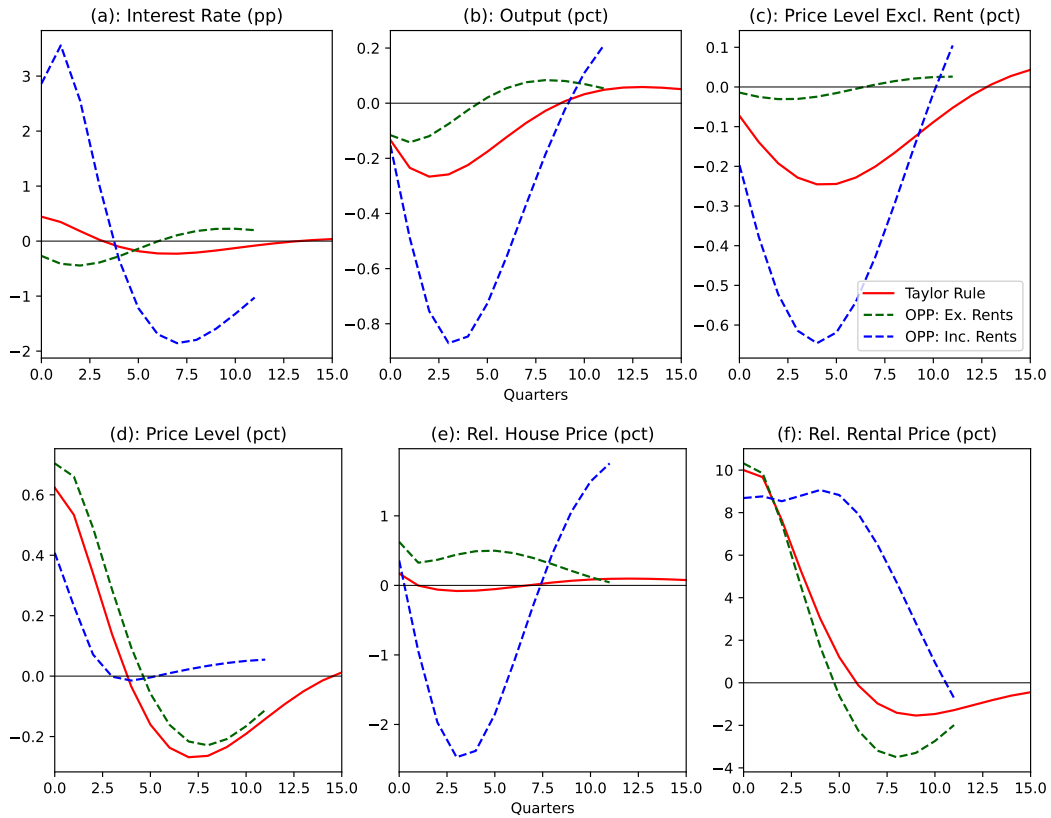 (a): Interest Rate (pp)
(b): Output (pct)
(c): Price Level Excl. Rent (pct)
3
2
1
0
−1
−2
0.0 2.5 5.0 7.5 10.0 12.5 15.0
0.2
0.0
−0.2
−0.4
−0.6
−0.8
0.0 2.5 5.0 7.5 10.0 12.5 15.0
Quarters
0.1
0.0
−0.1
−0.2
−0.3
−0.4
−0.5
−0.6
Taylor Rule
OPP: Ex. Rents
OPP: Inc. Rents
0.0 2.5 5.0 7.5 10.0 12.5 15.0
(d): Price Level (pct)
(e): Rel. House Price (pct)
(f): Rel. Rental Price (pct)
0.6
0.4
0.2
0.0
−0.2
0.0 2.5 5.0 7.5 10.0 12.5 15.0
1
0
−1
−2
0.0 2.5 5.0 7.5 10.0 12.5 15.0
Quarters
10
8
6
4
2
0
−2
−4
0.0 2.5 5.0 7.5 10.0 12.5 15.0